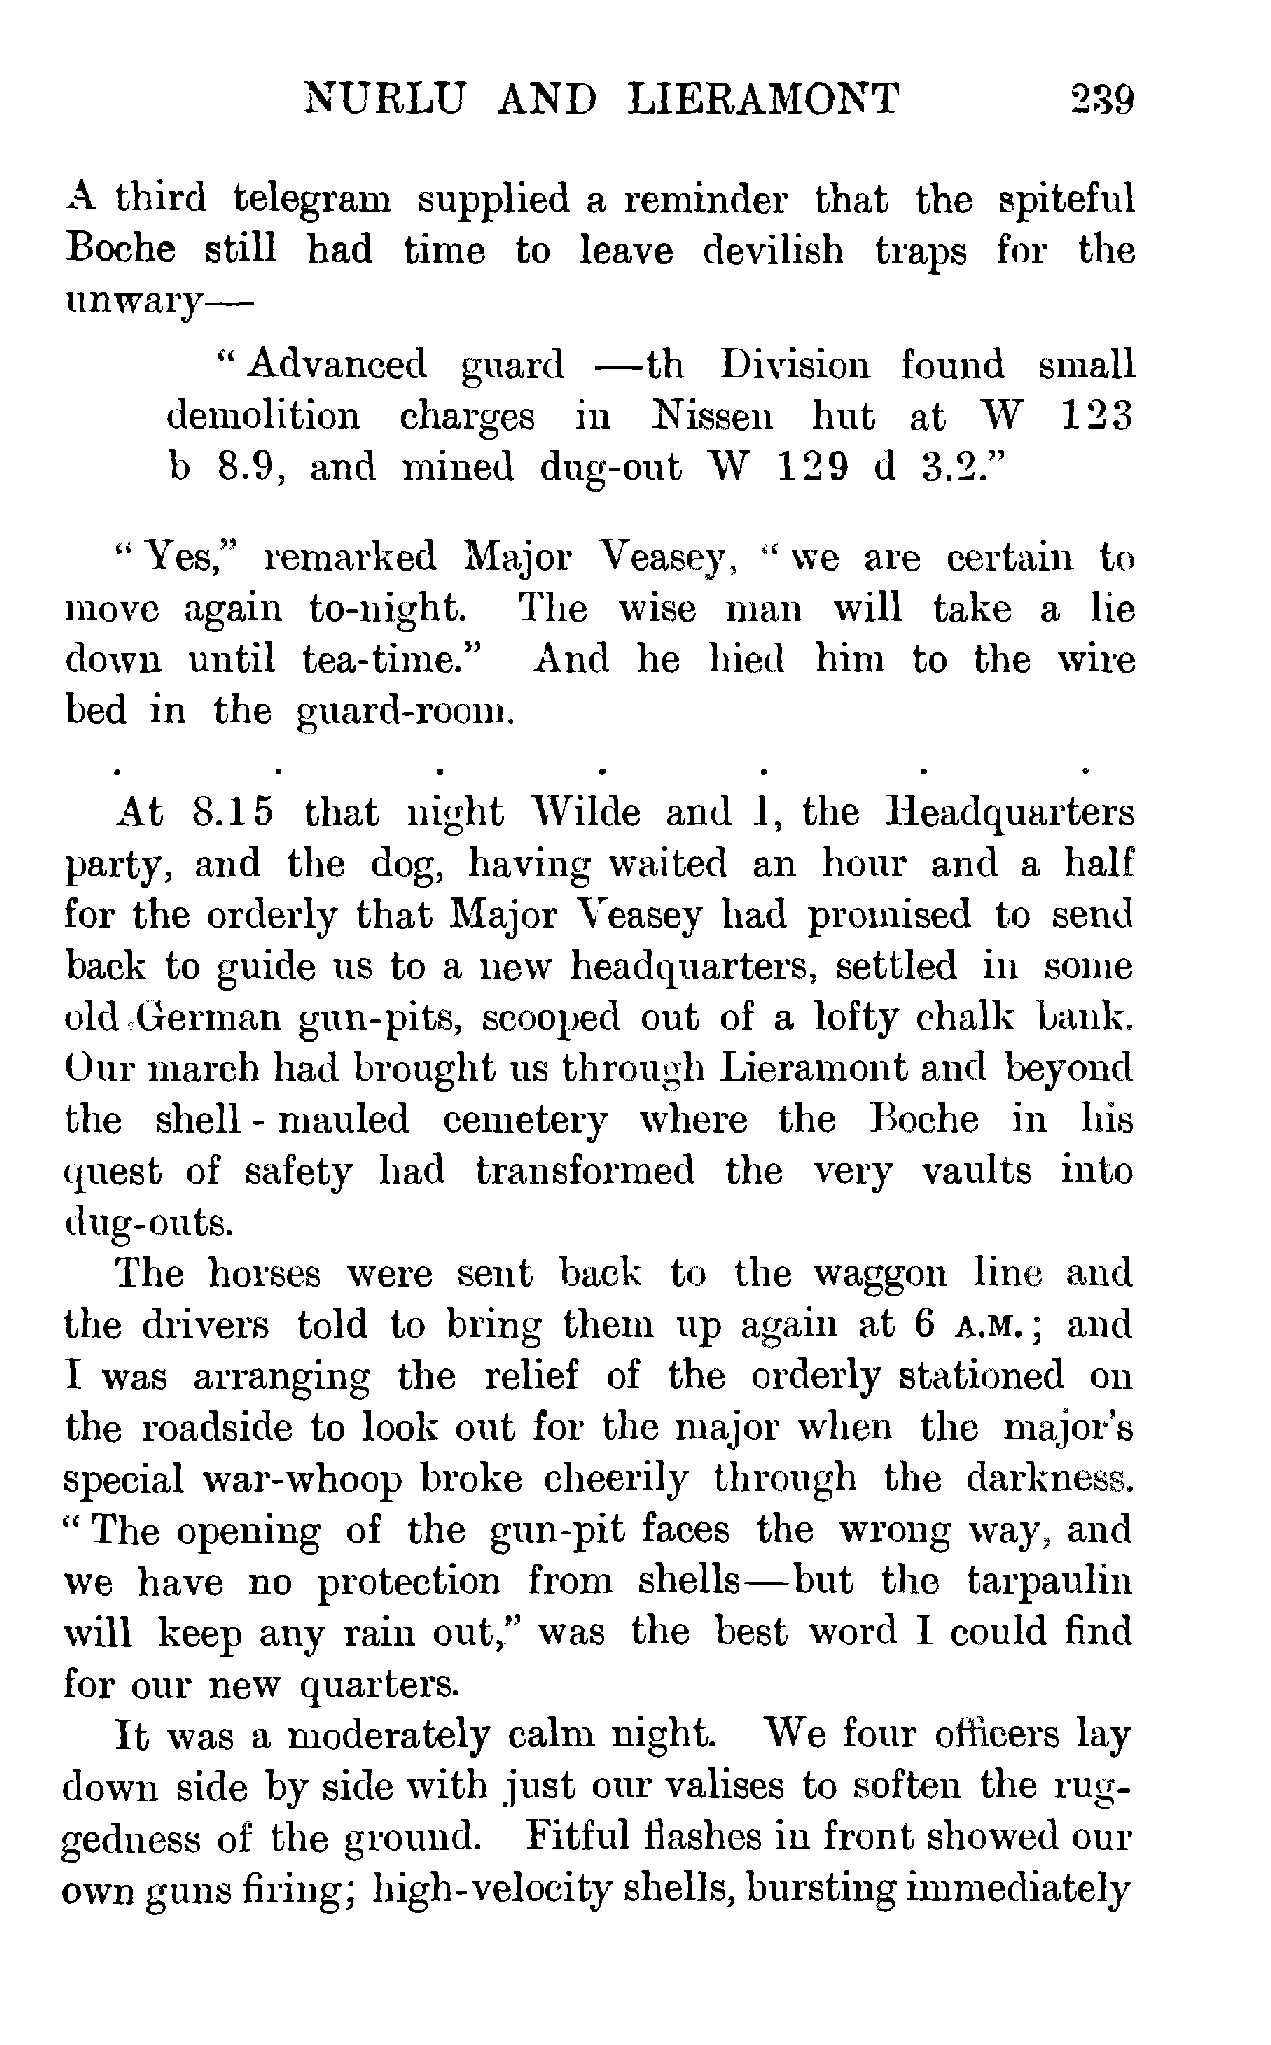 NURLU AND LIERAMONT 239
A third telegram supplied a reminder that the spiteful
Boche still had time to leave devilish traps for the
unwary—
“Advanced guard —th Division found small
demolition charges in Nissen hut at W 123
b 8.9, and mined dug-out W 129 d 3.2.”
“Yes,” remarked Major Veasey, “we are certain to
move again to-night. The wise man will take a lie
down until tea-time.” And he hied him to the wire
bed in the guard-room.
. . . . . . .
At 8.15 that night Wilde and I, the Headquarters
party, and the dog, having waited an hour and a half
for the orderly that Major Veasey had promised to send
back to guide us to a new headquarters, settled in some
old German gun-pits, scooped out of a lofty chalk bank.
Our march had brought us through Lieramont and beyond
the shell-mauled cemetery where the Boche in his
quest of safety had transformed the very vaults into
dug-outs.
The horses were sent back to the waggon line and
the drivers told to bring them up again at 6 A.M.; and
I was arranging the relief of the orderly stationed on
the roadside to look out for the major when the major's
special war-whoop broke cheerily through the darkness.
“The opening of the gun-pit faces the wrong way, and
we have no protection from shells—but the tarpaulin
will keep any rain out,” was the best word I could find
for our new quarters.
It was a moderately calm night. We four officers lay
down side by side with just our valises to soften the rug-
gedness of the ground. Fitful flashes in front showed our
own guns firing; high-velocity shells, bursting immediately